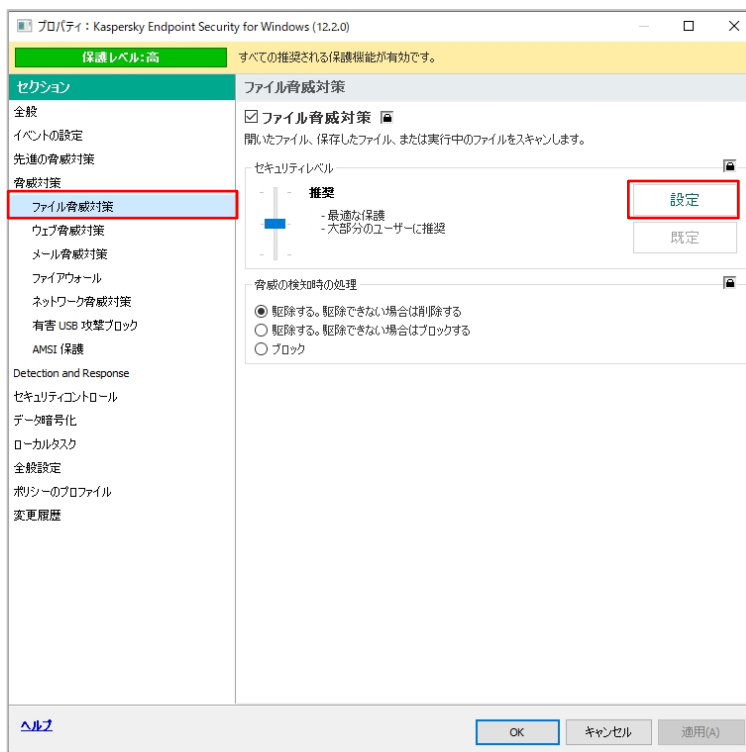 プロパティ：Kaspersky Endpoint Security for Windows (12.2.0)
保護レベル：高
すべての推奨される保護機能が有効です。
セクション
全般
イベントの設定
先進の脅威対策
脅威対策
ファイル脅威対策
ウェブ脅威対策
メール脅威対策
ファイアウォール
ネットワーク脅威対策
有害 USB 攻撃ブロック
AMSI 保護
Detection and Response
セキュリティコントロール
データ暗号化
ローカルタスク
全般設定
ポリシーのプロファイル
変更履歴
ファイル脅威対策
ファイル脅威対策
開いたファイル、保存したファイル、または実行中のファイルをスキャンします。
セキュリティレベル
推奨
- 最適な保護
- 大部分のユーザーに推奨
設定
既定
脅威の検知時の処理
駆除する。駆除できない場合は削除する
駆除する。駆除できない場合はブロックする
ブロック
ヘルプ
OK
キャンセル
適用(A)